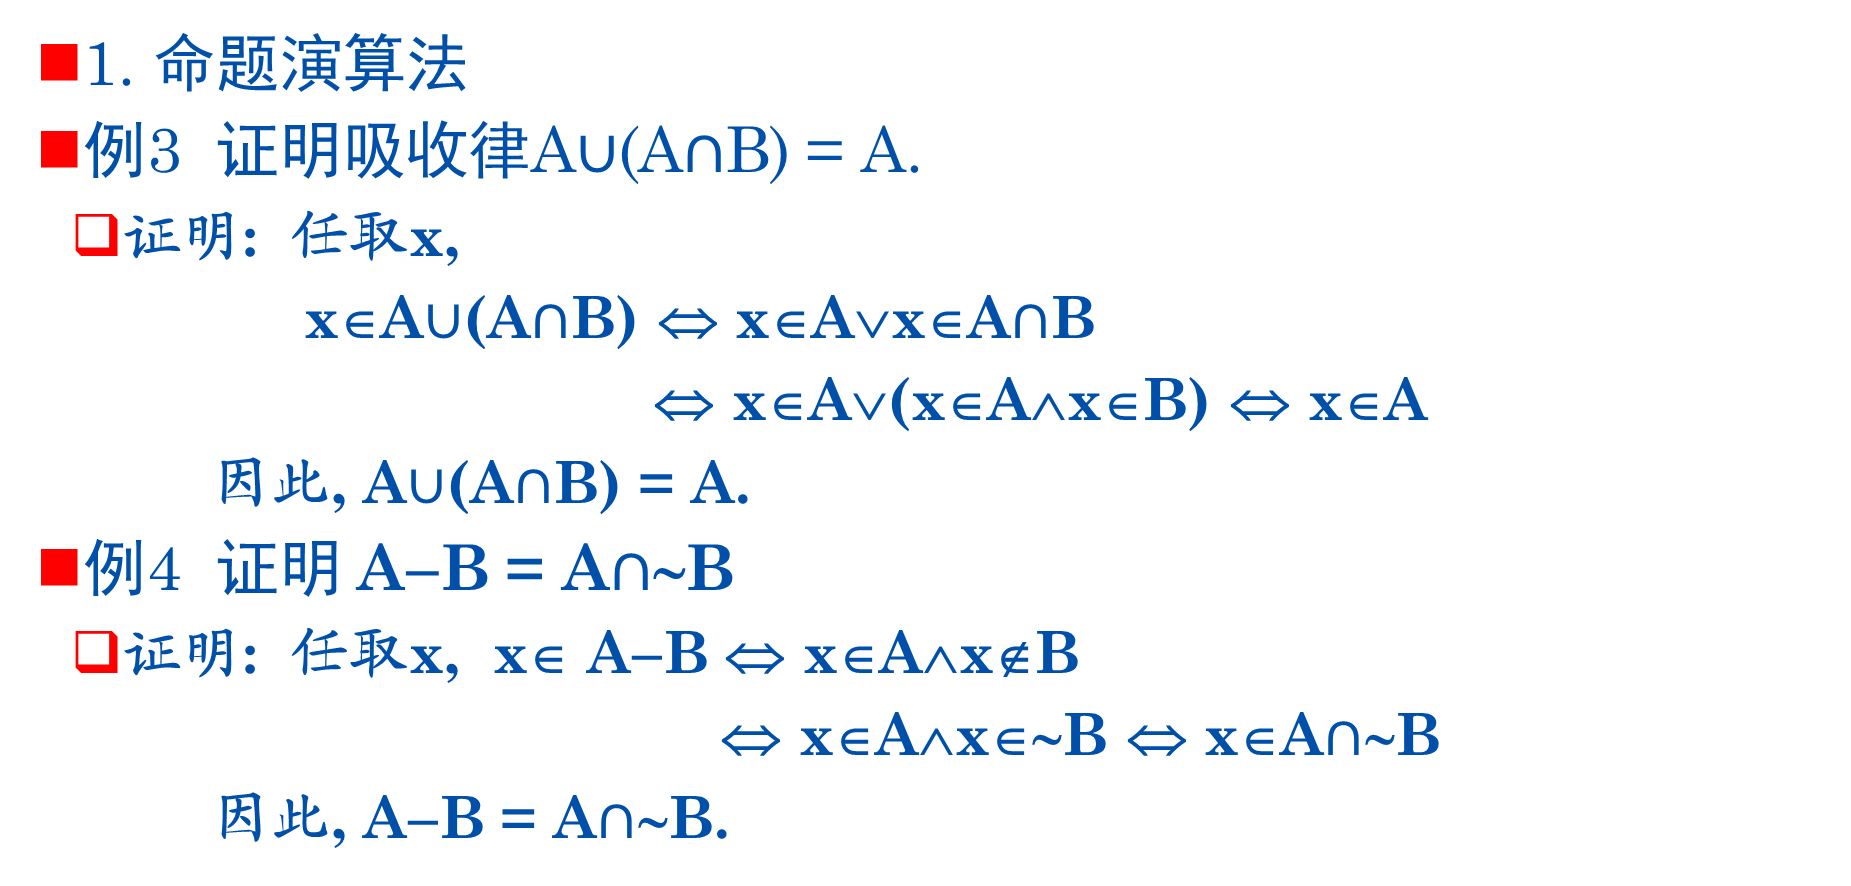 1. 命题演算法
例3 证明吸收律A∪(A∩B) = A.
证明: 任取x,
x∈A∪(A∩B) ⇔ x∈A∨x∈A∩B
⇔ x∈A∨(x∈A∧x∈B) ⇔ x∈A
因此, A∪(A∩B) = A.
例4 证明 A−B = A∩~B
证明: 任取x, x∈ A−B ⇔ x∈A∧x∉B
⇔ x∈A∧x∈~B ⇔ x∈A∩~B
因此, A−B = A∩~B.